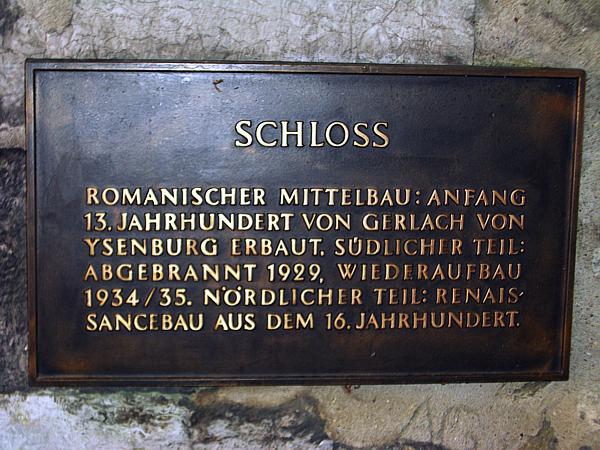 SCHLOSS
ROMANISCHER MITTELBAU: ANFANG
13. JAHRHUNDERT VON GERLACH VON
YSENBURG ERBAUT. SÜDLICHER TEIL:
ABGEBRANNT 1929, WIEDERAUFBAU
1934/35. NÖRDLICHER TEIL: RENAIS-
SANCEBAU AUS DEM 16. JAHRHUNDERT.